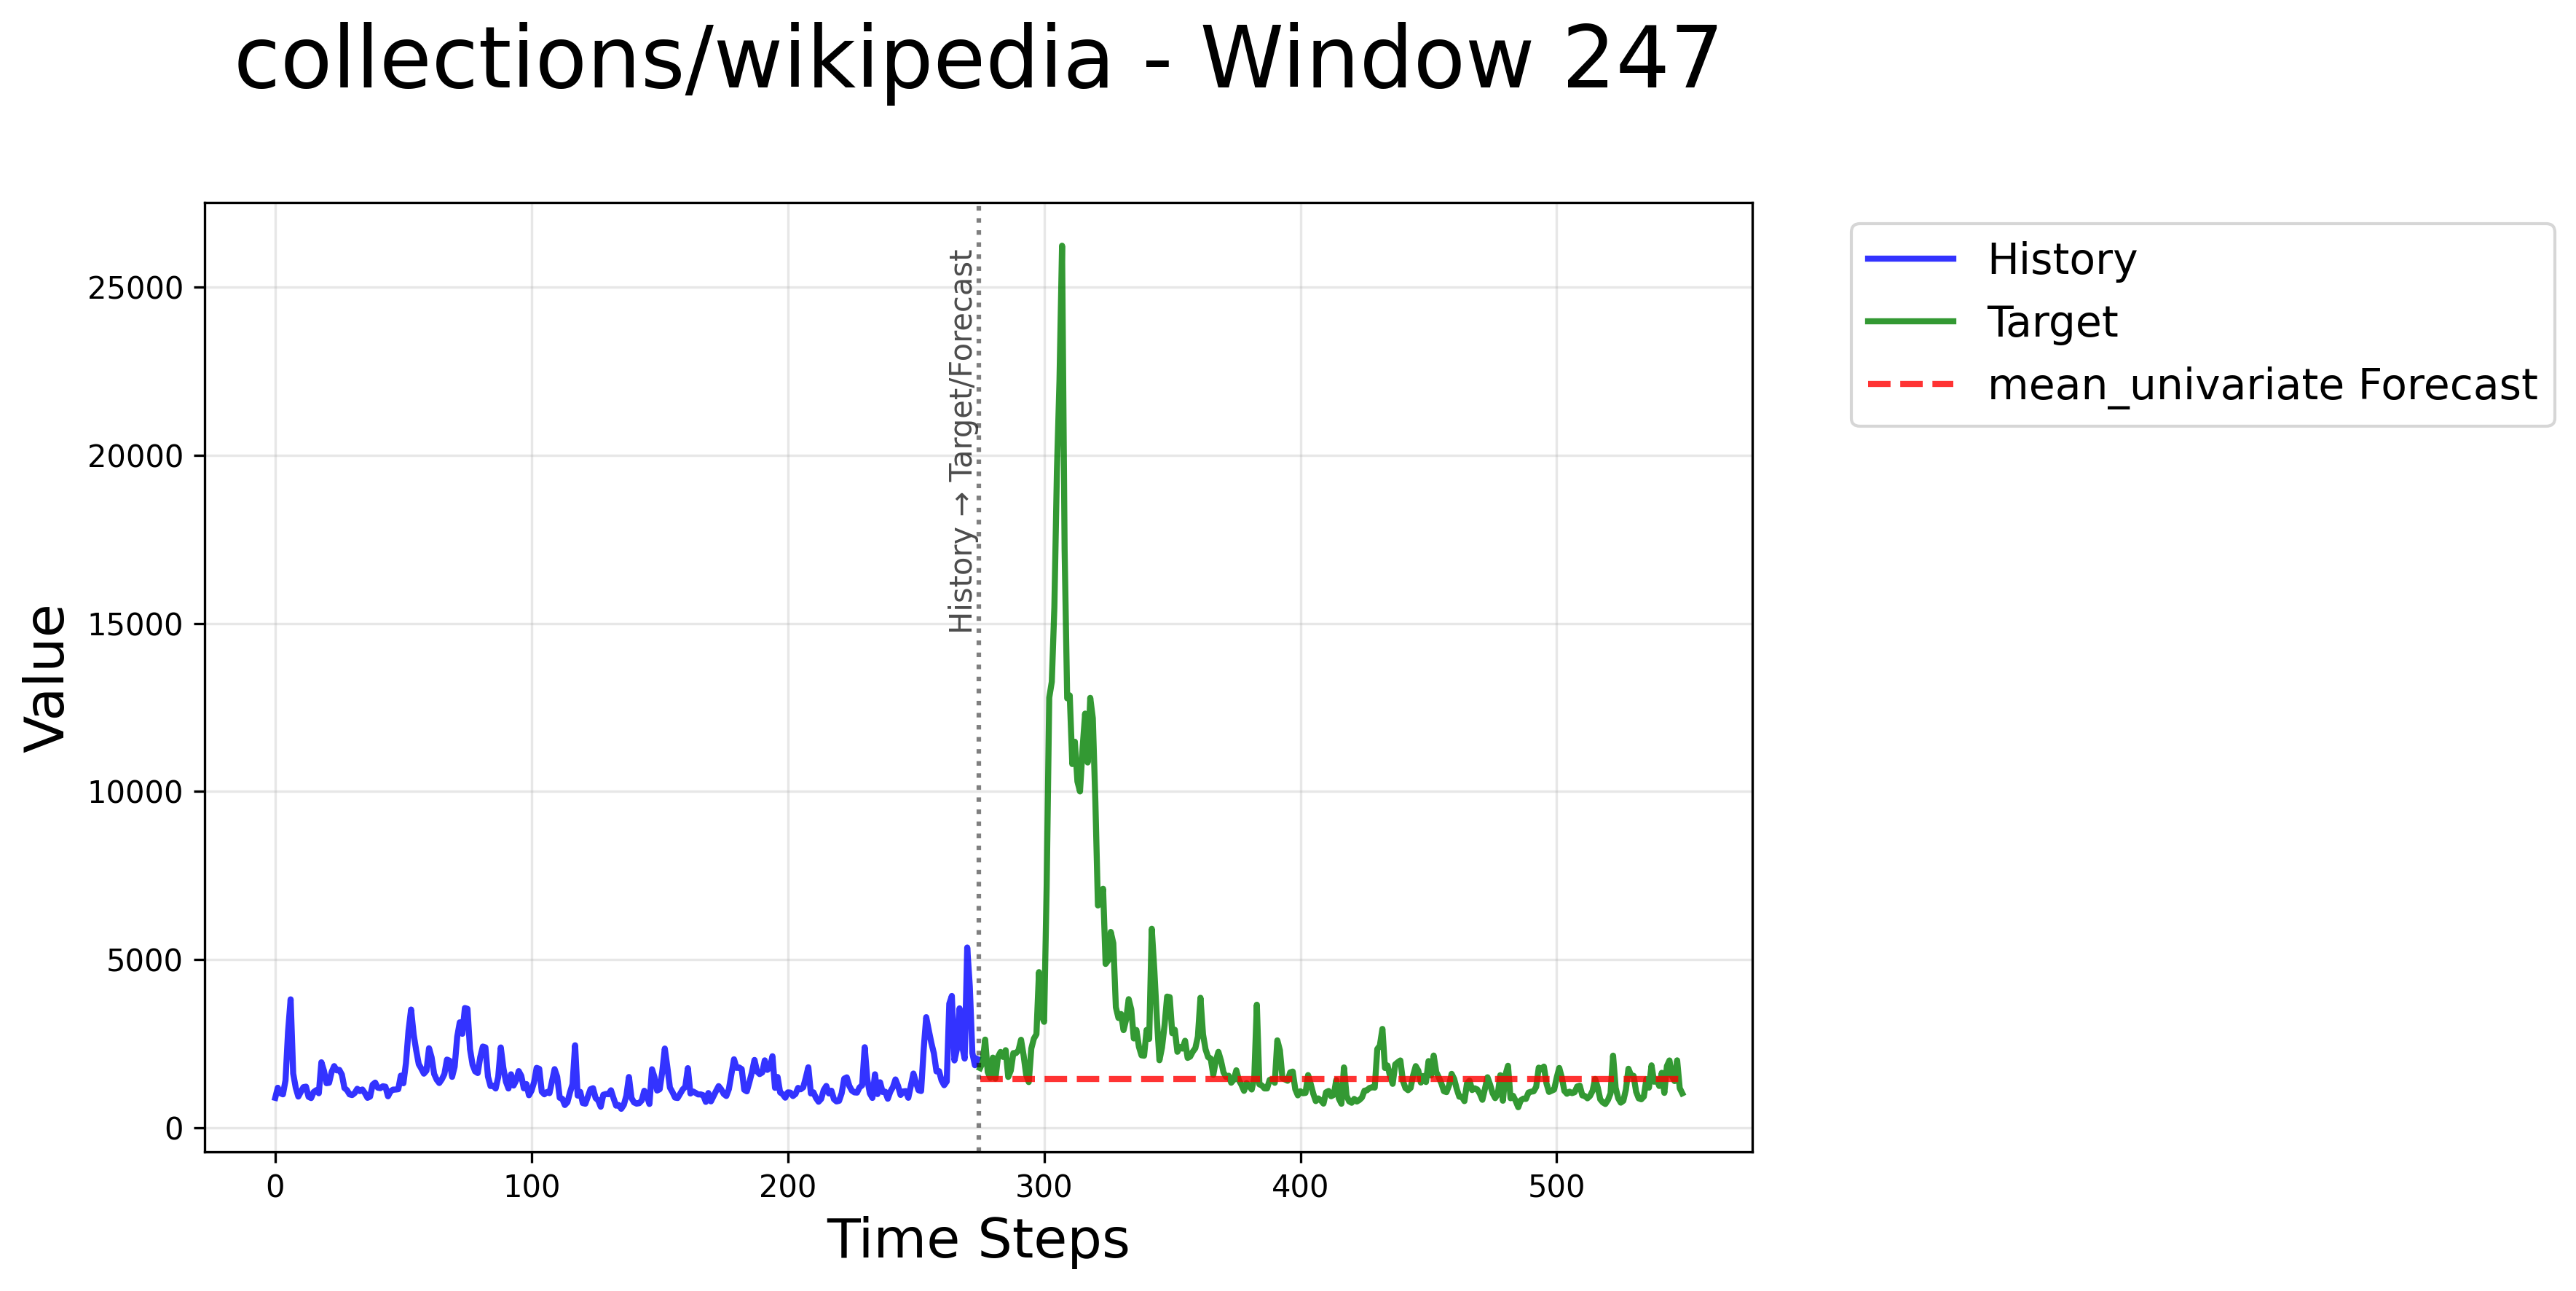 collections/wikipedia - Window 247
History
Target
mean_univariate Forecast
History → Target/Forecast
Value
25000
20000
15000
10000
5000
0
0 100 200 300 400 500
Time Steps